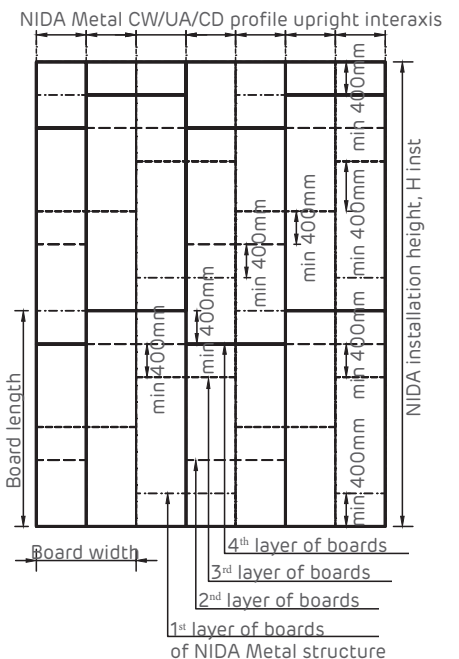 NIDA Metal CW/UA/CD profile upright interaxis
min 400mm
min 400mm
min 400mm
min 400mm
min 400mm
min 400mm
min 400mm
min 400mm
min 400mm
NIDA installation height, H inst
Board length
Board width
4th layer of boards
3rd layer of boards
2nd layer of boards
1st layer of boards
of NIDA Metal structure